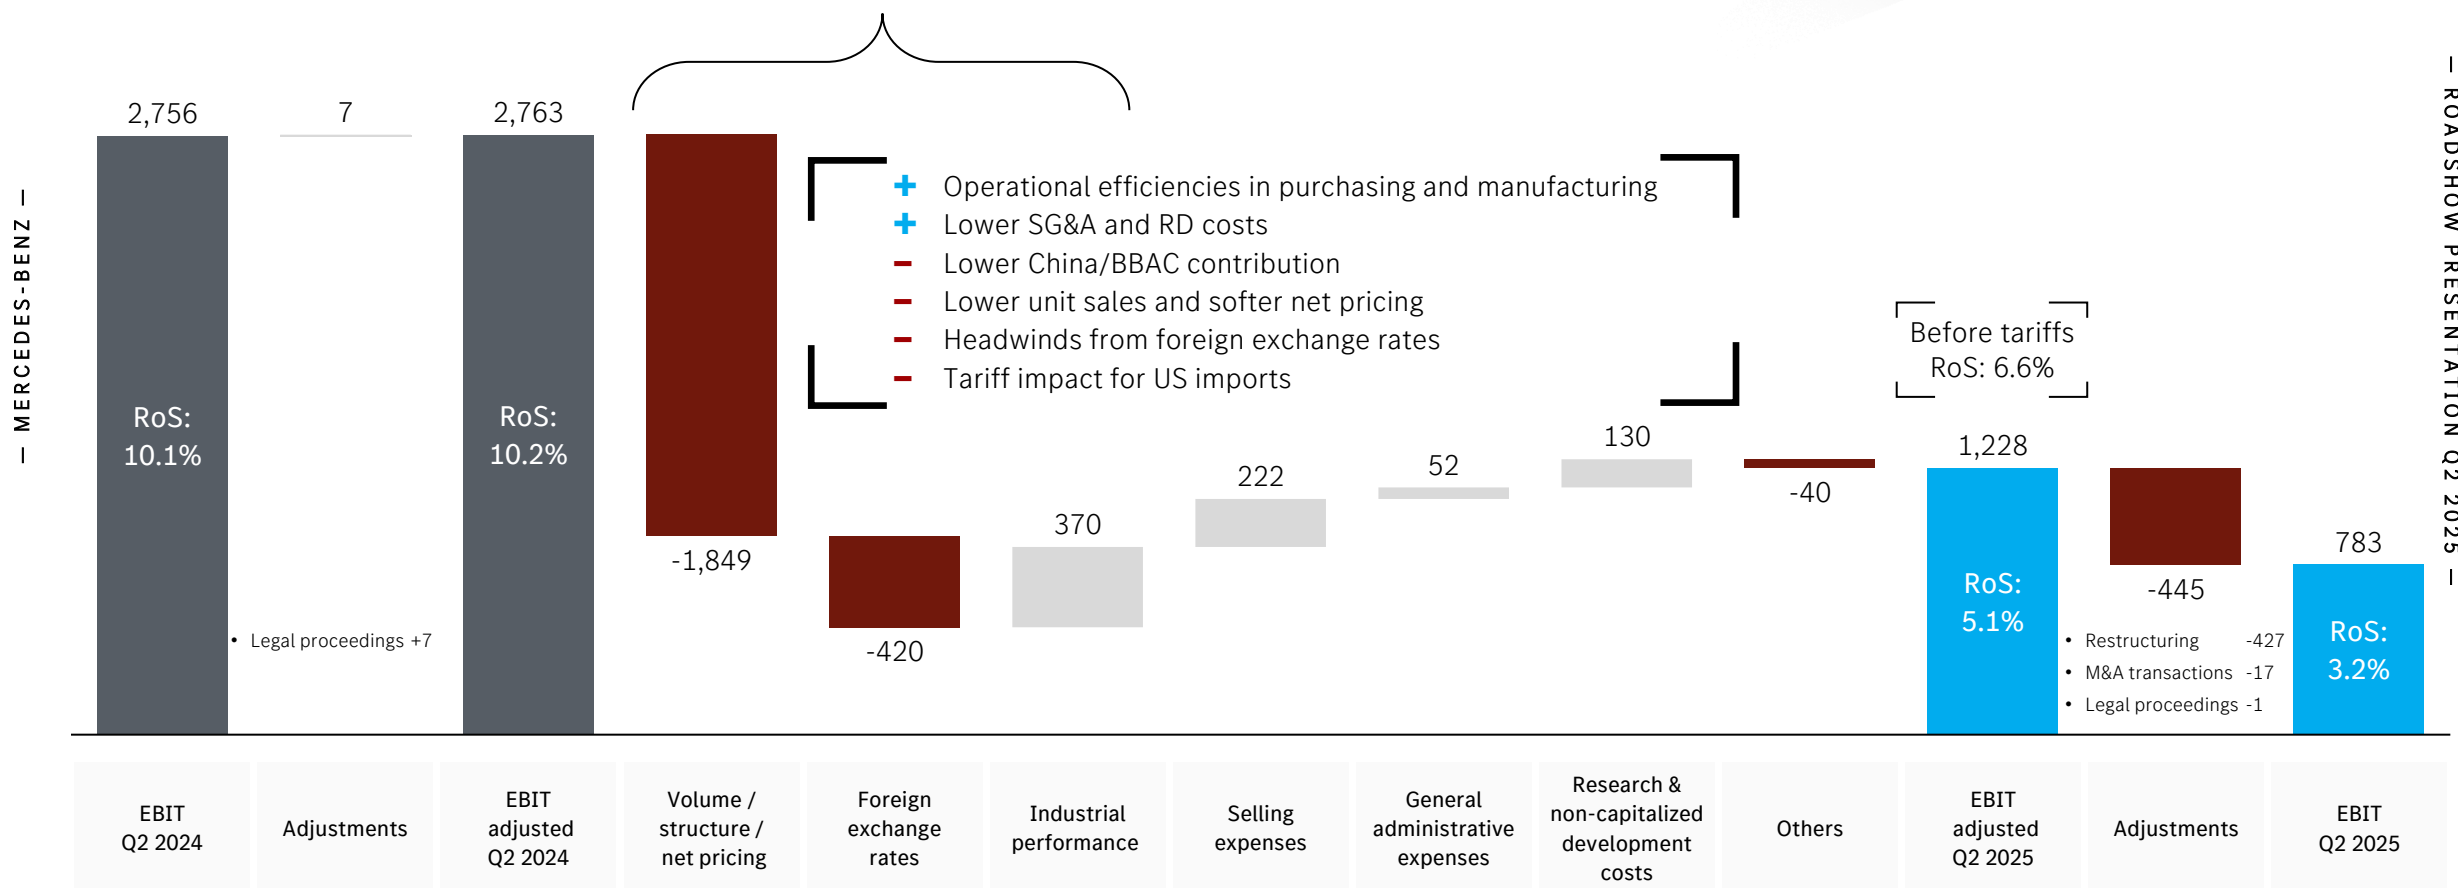 — MERCEDES-BENZ —
— ROADSHOW PRESENTATION Q2 2025 —
2,756
7
2,763
+ Operational efficiencies in purchasing and manufacturing
+ Lower SG&A and RD costs
– Lower China/BBAC contribution
– Lower unit sales and softer net pricing
– Headwinds from foreign exchange rates
– Tariff impact for US imports
Before tariffs
RoS: 6.6%
RoS:
10.1%
RoS:
10.2%
-1,849
-420
370
222
52
130
-40
1,228
RoS:
5.1%
-445
783
RoS:
3.2%
• Legal proceedings +7
• Restructuring -427
• M&A transactions -17
• Legal proceedings -1
EBIT
Q2 2024
Adjustments
EBIT
adjusted
Q2 2024
Volume /
structure /
net pricing
Foreign
exchange
rates
Industrial
performance
Selling
expenses
General
administrative
expenses
Research &
non-capitalized
development
costs
Others
EBIT
adjusted
Q2 2025
Adjustments
EBIT
Q2 2025